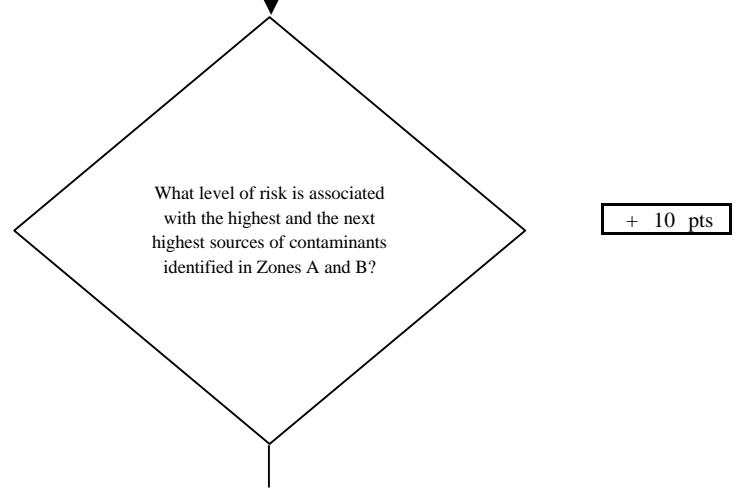 What level of risk is associated
with the highest and the next
highest sources of contaminants
identified in Zones A and B?
+ 10 pts